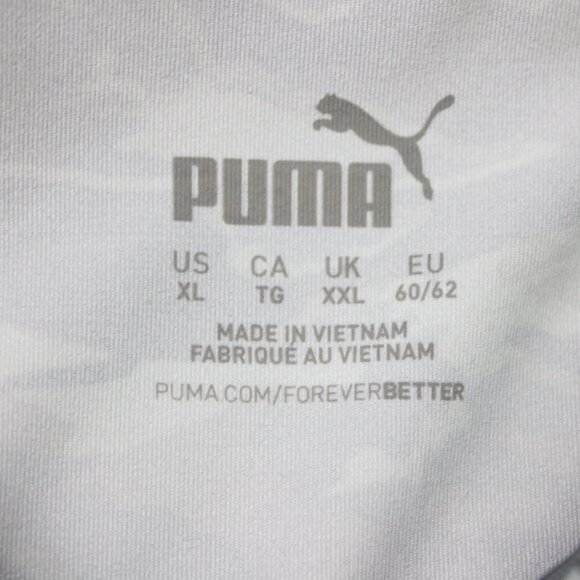 PUMA
US CA UK EU
XL TG XXL 60/62
MADE IN VIETNAM
FABRIQUÉ AU VIETNAM
PUMA.COM/FOREVERBETTER